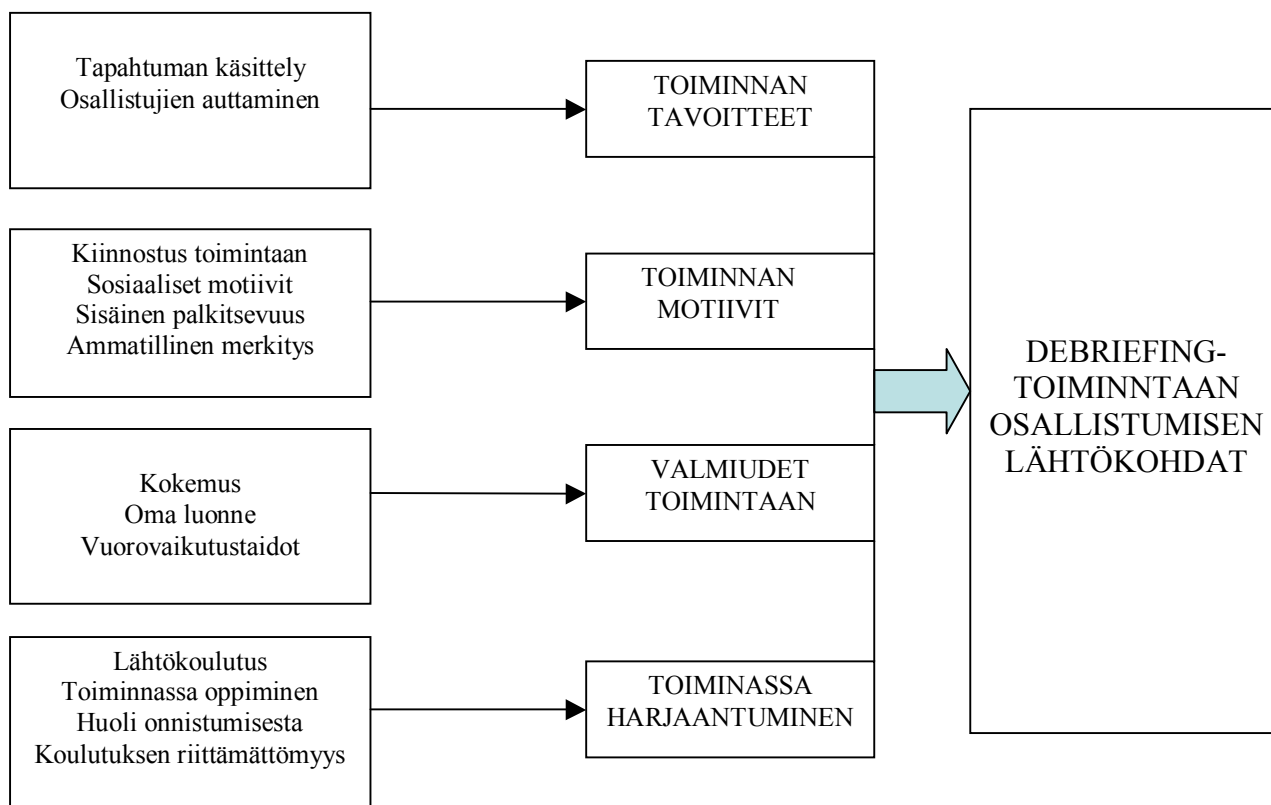 Tapahtuman käsittely
Osallistujien auttaminen
TOIMINNAN
TAVOITTEET
Kiinnostus toimintaan
Sosiaaliset motiivit
Sisäinen palkitsevuus
Ammatillinen merkitys
TOIMINNAN
MOTIIVIT
Kokemus
Oma luonne
Vuorovaikutustaidot
VALMIUDET
TOIMINTAAN
Lähtökoulutus
Toiminnassa oppiminen
Huoli onnistumisesta
Koulutuksen riittämättömyys
TOIMINASSA
HARJAANTUMINEN
DEBRIEFING-
TOIMINNTAAN
OSALLISTUMISEN
LÄHTÖKOHDAT